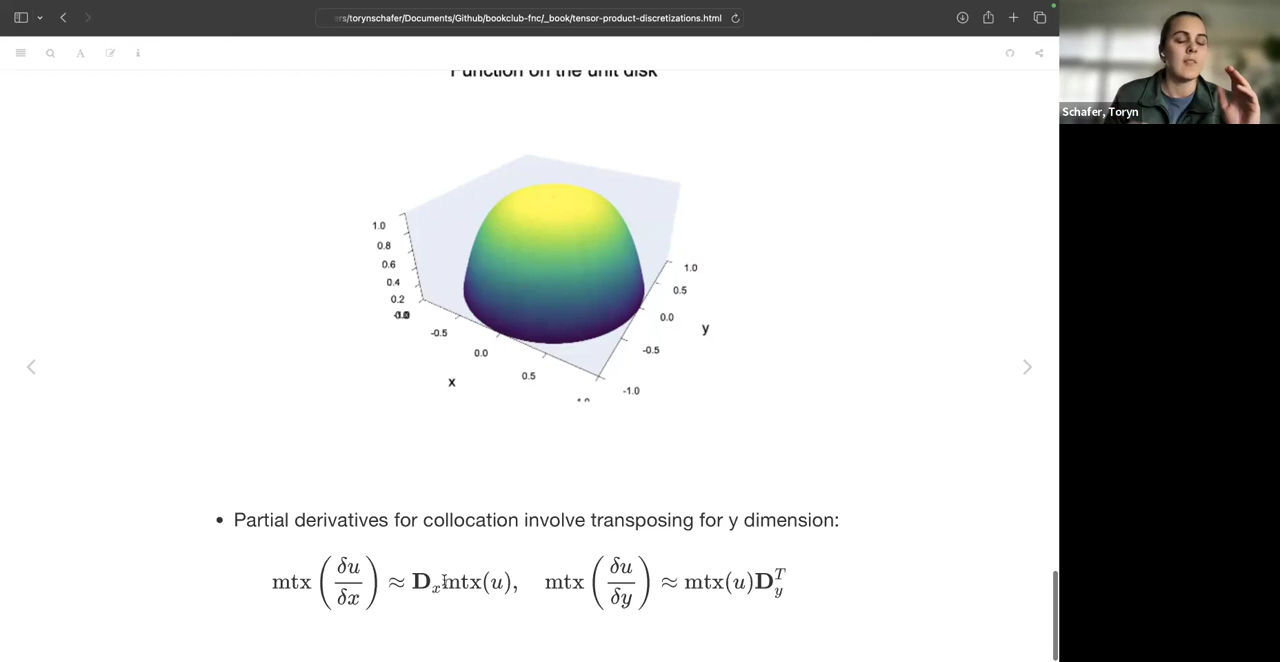 ers/torynschafer/Documents/Github/bookclub-fnc/_book/tensor-product-discretizations.html
Schafer, Toryn
Function on the unit disk
1.0
0.8
0.6
0.4
0.2
-0.5
0.0
0.5
x
1.0
0.5
0.0
-0.5
-1.0
y
• Partial derivatives for collocation involve transposing for y dimension:
mtx(δu/δx) ≈ D_x mtx(u), mtx(δu/δy) ≈ mtx(u)D_y^T